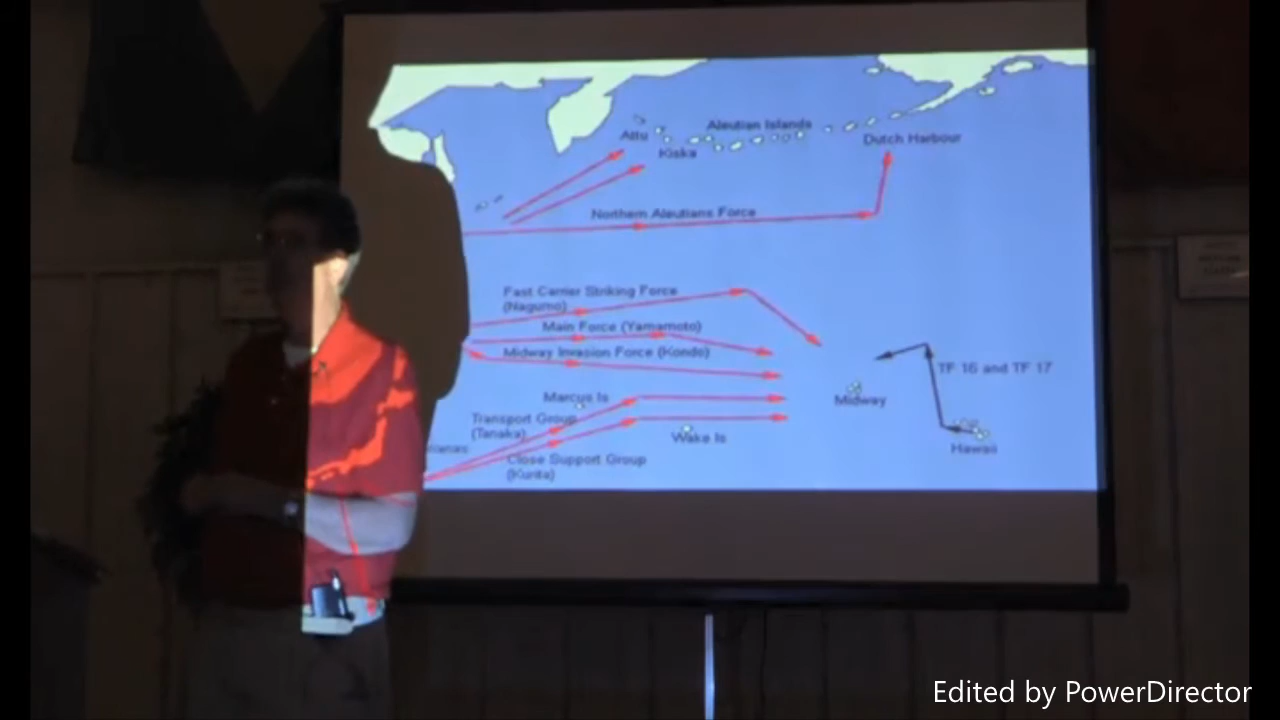 Aleutian Islands
Attu
Kiska
Dutch Harbour
Northern Aleutians Force
Fast Carrier Striking Force
(Nagumo)
Main Force (Yamamoto)
Midway Invasion Force (Kondo)
TF 16 and TF 17
Marcus Is
Midway
Transport Group
(Tanaka)
Wake Is
Hawaii
Close Support Group
(Kurita)
Edited by PowerDirector